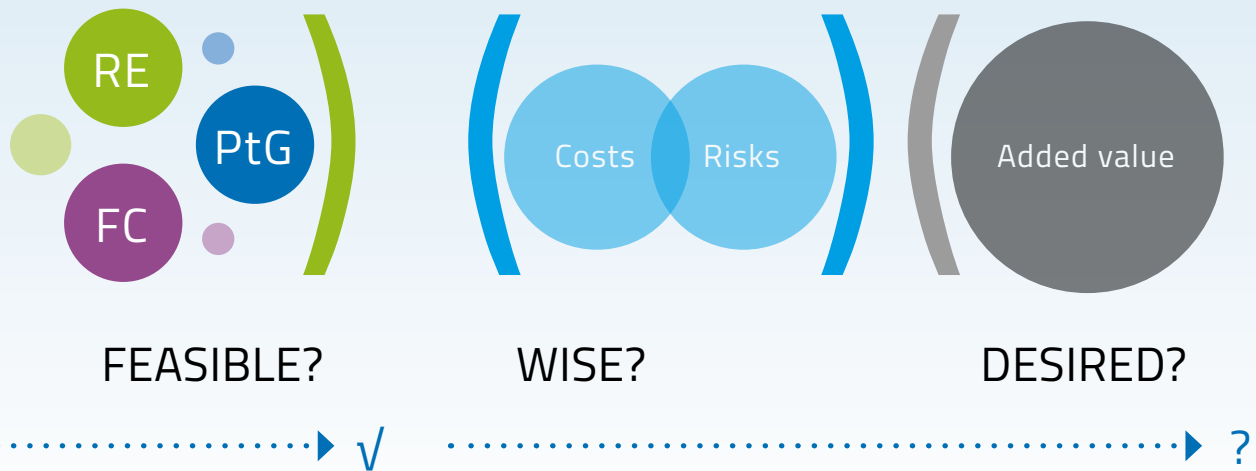 RE
PtG
FC
Costs Risks
Added value
FEASIBLE? WISE? DESIRED?
√ ?